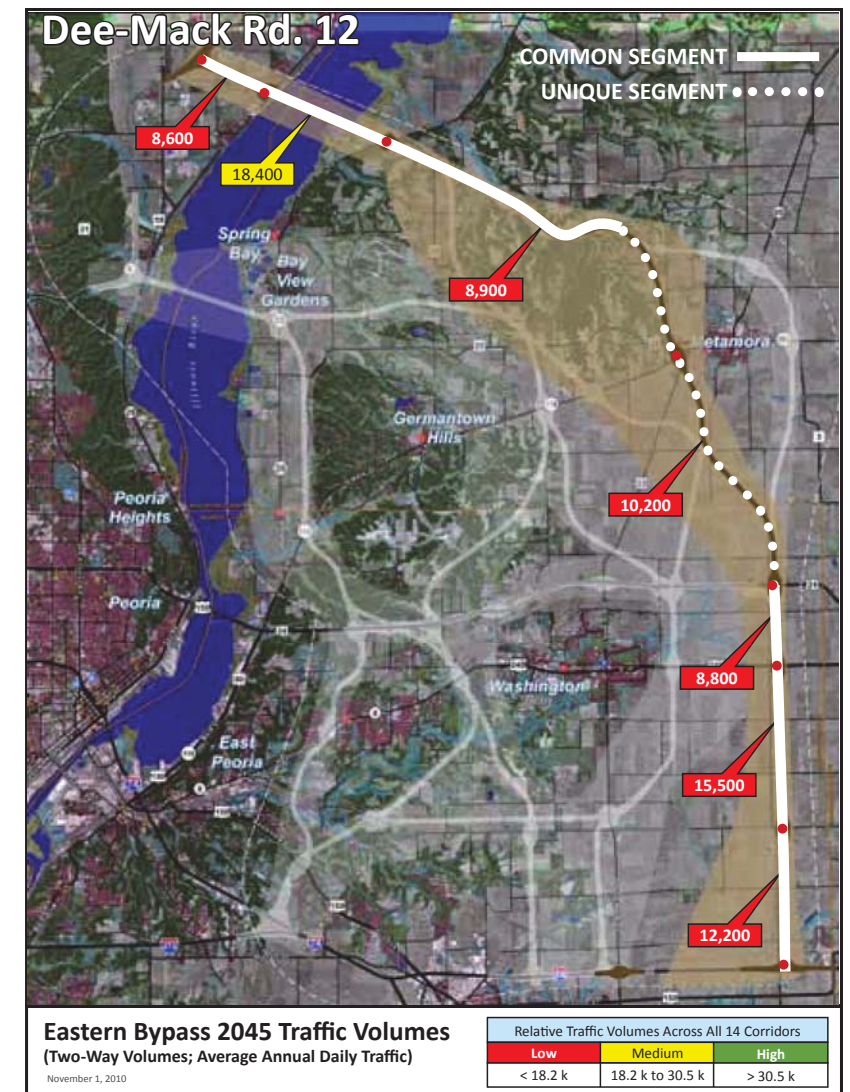 Dee-Mack Rd. 12
COMMON SEGMENT
UNIQUE SEGMENT
8,600
18,400
Spring
Bay
Bay
View
Gardens
8,900
Metamora
Germantown
Hills
Illinois River
Peoria
Heights
10,200
Peoria
8,800
Washington
East
Peoria
15,500
12,200
Eastern Bypass 2045 Traffic Volumes
(Two-Way Volumes; Average Annual Daily Traffic)
November 1, 2010
Relative Traffic Volumes Across All 14 Corridors
Low Medium High
< 18.2 k 18.2 k to 30.5 k > 30.5 k